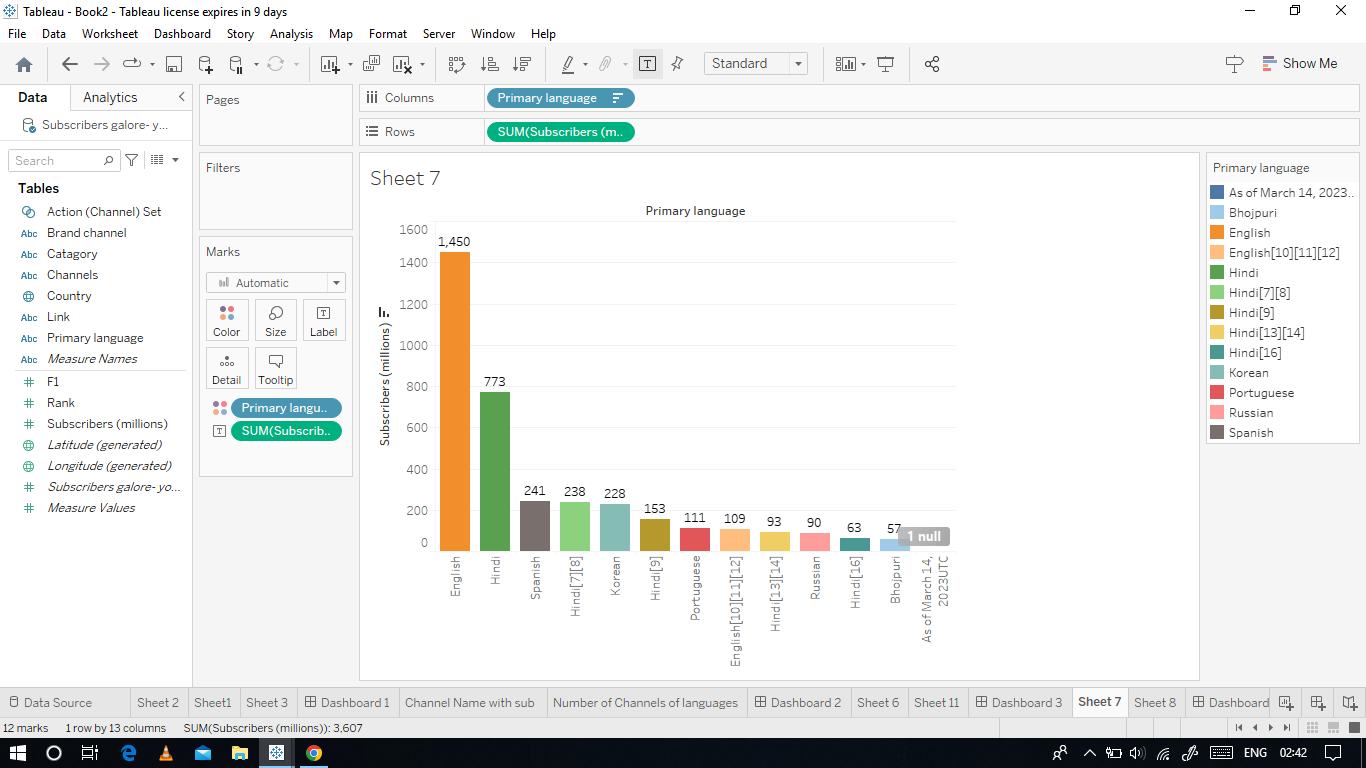 Tableau - Book2 - Tableau license expires in 9 days
File Data Worksheet Dashboard Story Analysis Map Format Server Window Help
Standard
Show Me
Data Analytics
Subscribers galore- y...
Search
Tables
Action (Channel) Set
Abc Brand channel
Abc Catagory
Abc Channels
Country
Abc Link
Abc Primary language
Abc Measure Names
# F1
# Rank
# Subscribers (millions)
Latitude (generated)
Longitude (generated)
# Subscribers galore- yo...
# Measure Values
Pages
Filters
Marks
Automatic
Color Size Label
Detail Tooltip
Primary langu..
T SUM(Subscrib..
Columns Primary language
Rows SUM(Subscribers (m..
Sheet 7
Primary language
Subscribers (millions)
1600
1400
1200
1000
800
600
400
200
0
1,450
773
241
238
228
153
111
109
93
90
63
57
1 null
English
Hindi
Spanish
Hindi[7][8]
Korean
Hindi[9]
Portuguese
English[10][11][12]
Hindi[13][14]
Russian
Hindi[16]
Bhojpuri
As of March 14,
2023UTC
Primary language
As of March 14, 2023..
Bhojpuri
English
English[10][11][12]
Hindi
Hindi[7][8]
Hindi[9]
Hindi[13][14]
Hindi[16]
Korean
Portuguese
Russian
Spanish
Data Source Sheet 2 Sheet1 Sheet 3 Dashboard 1 Channel Name with sub Number of Channels of languages Dashboard 2 Sheet 6 Sheet 11 Dashboard 3 Sheet 7 Sheet 8 Dashboard
12 marks 1 row by 13 columns SUM(Subscribers (millions)): 3,607
ENG 02:42